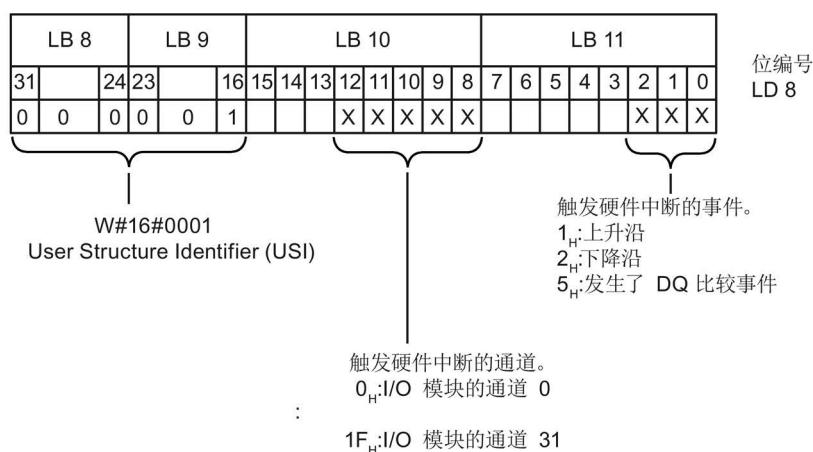 LB 8 LB 9 LB 10 LB 11
31 24 23 16 15 14 13 12 11 10 9 8 7 6 5 4 3 2 1 0
0 0 0 0 0 1 X X X X X X X X
位编号
LD 8
W#16#0001
User Structure Identifier (USI)
触发硬件中断的事件。
1H:上升沿
2H:下降沿
5H:发生了 DQ 比较事件
触发硬件中断的通道。
0H:I/O 模块的通道 0
:
1FH:I/O 模块的通道 31